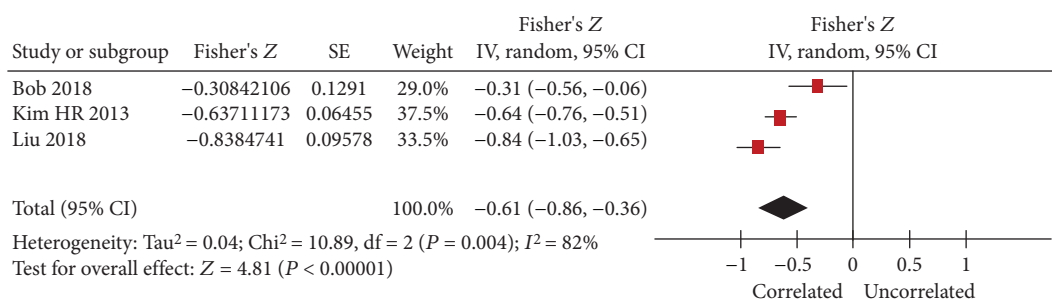 Fisher's Z Fisher's Z
Study or subgroup Fisher's Z SE Weight IV, random, 95% CI IV, random, 95% CI
Bob 2018 −0.30842106 0.1291 29.0% −0.31 (−0.56, −0.06)
Kim HR 2013 −0.63711173 0.06455 37.5% −0.64 (−0.76, −0.51)
Liu 2018 −0.8384741 0.09578 33.5% −0.84 (−1.03, −0.65)
Total (95% CI) 100.0% −0.61 (−0.86, −0.36)
Heterogeneity: Tau² = 0.04; Chi² = 10.89, df = 2 (P = 0.004); I² = 82%
Test for overall effect: Z = 4.81 (P < 0.00001)
−1 −0.5 0 0.5 1
Correlated Uncorrelated